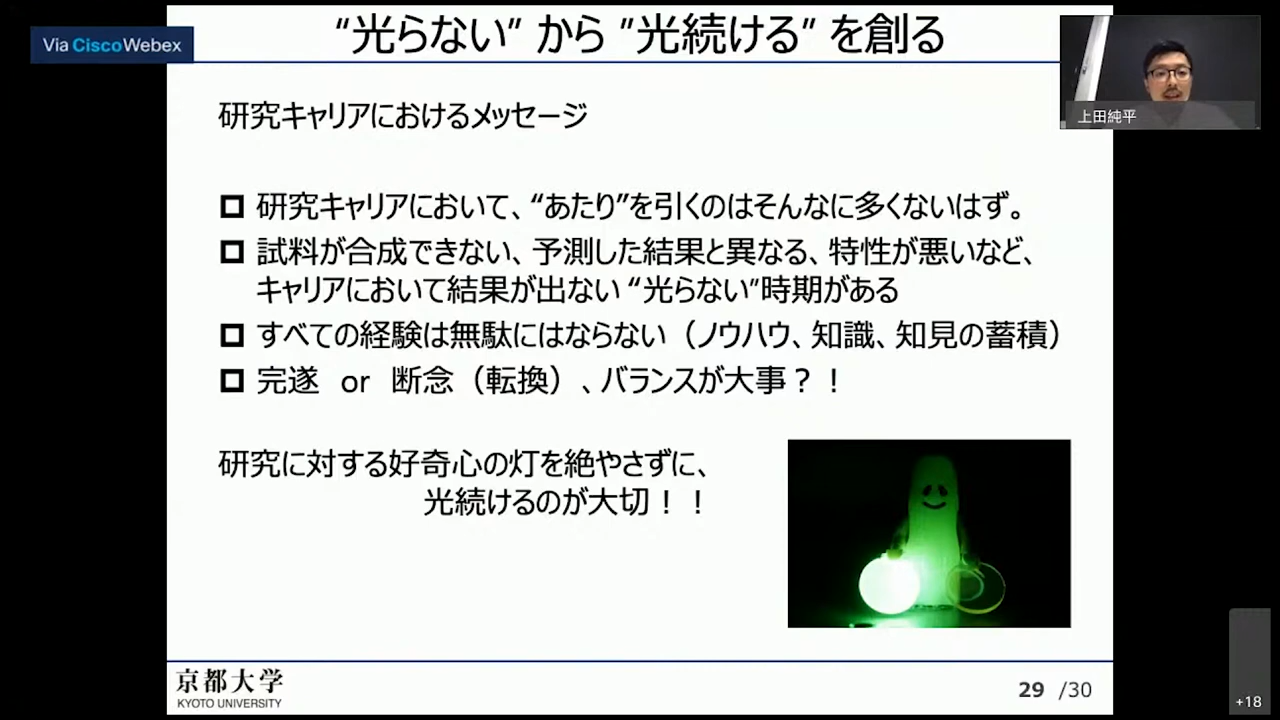 Via CiscoWebex
“光らない” から ”光続ける“ を創る
上田純平
研究キャリアにおけるメッセージ
研究キャリアにおいて、“あたり”を引くのはそんなに多くないはず。
試料が合成できない、予測した結果と異なる、特性が悪いなど、
キャリアにおいて結果が出ない “光らない”時期がある
すべての経験は無駄にはならない（ノウハウ、知識、知見の蓄積）
完遂 or 断念（転換）、バランスが大事？！
研究に対する好奇心の灯を絶やさずに、
光続けるのが大切！！
京都大学
KYOTO UNIVERSITY
29 /30
+18